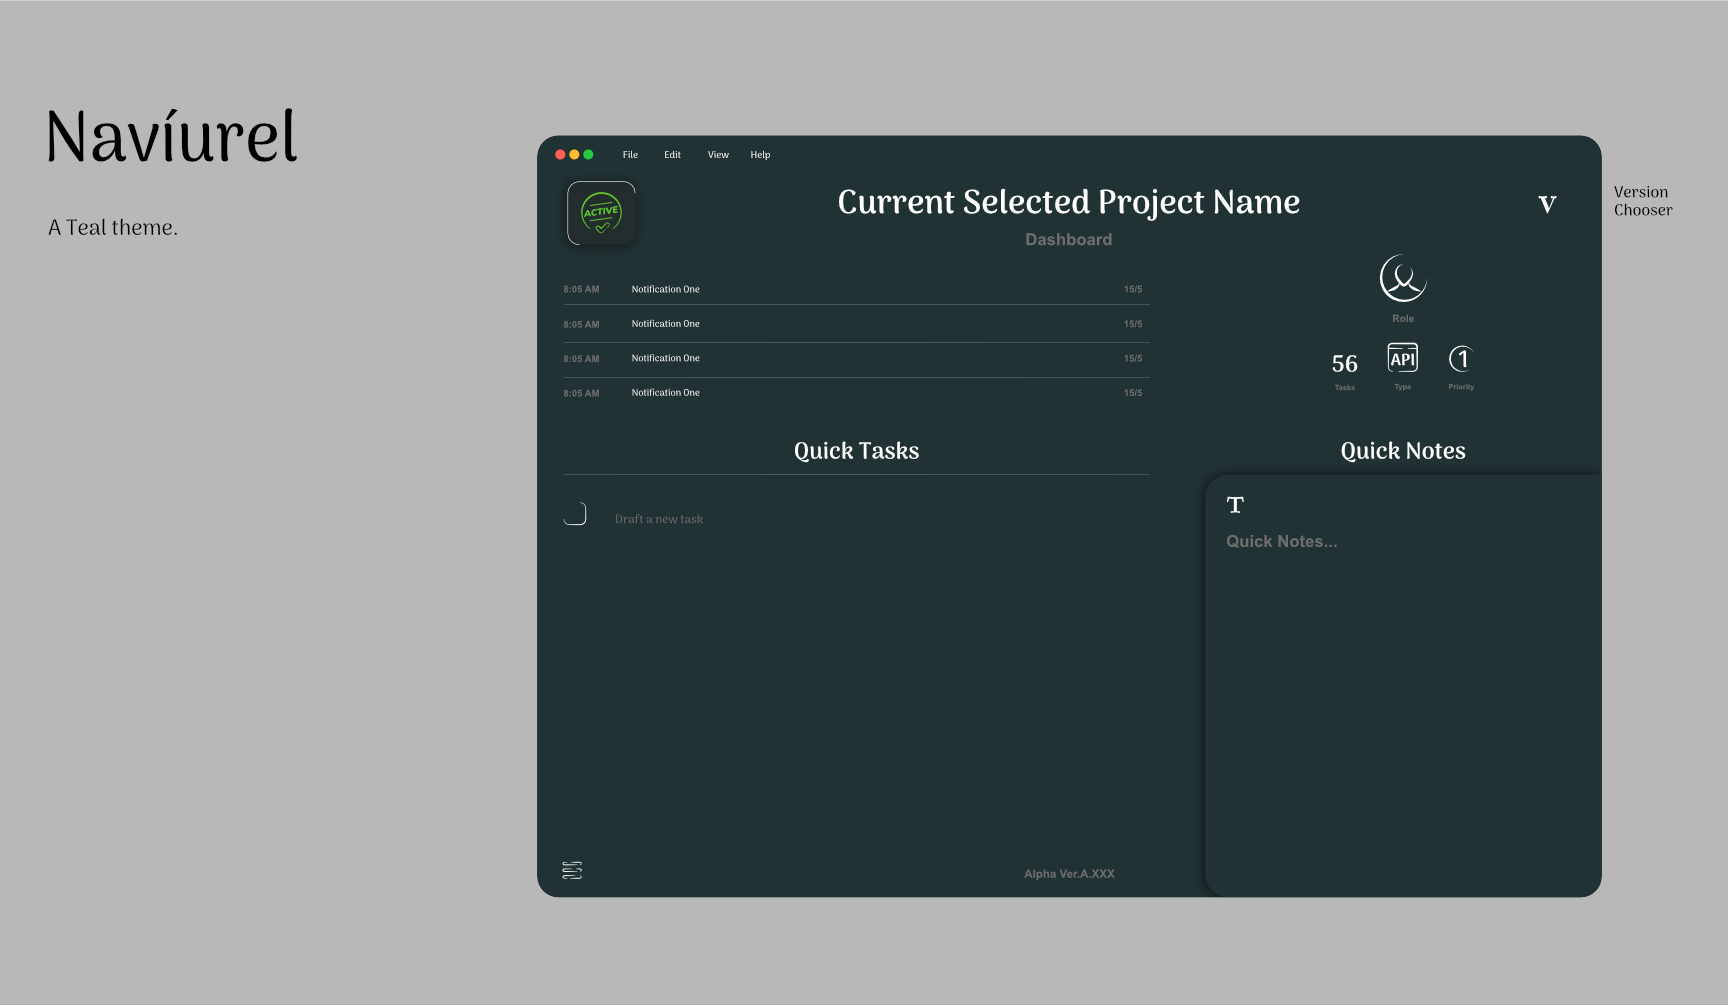 Navíurel
A Teal theme.
File Edit View Help
ACTIVE
Current Selected Project Name
V
Version
Chooser
Dashboard
8:05 AM Notification One 15/5
8:05 AM Notification One 15/5
8:05 AM Notification One 15/5
8:05 AM Notification One 15/5
Role
56 API 1
Tasks Type Priority
Quick Tasks
Draft a new task
Quick Notes
T
Quick Notes...
Alpha Ver.A.XXX